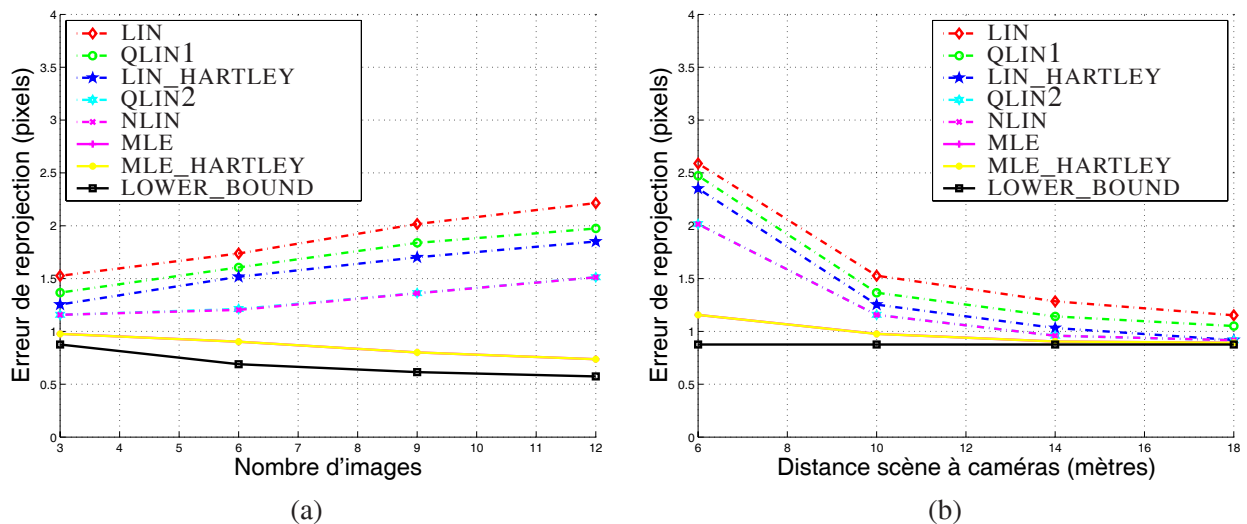 4
3.5
3
2.5
2
1.5
1
0.5
0
Erreur de reprojection (pixels)
LIN
QLIN1
LIN_HARTLEY
QLIN2
NLIN
MLE
MLE_HARTLEY
LOWER_BOUND
3 4 5 6 7 8 9 10 11 12
Nombre d'images
(a)
4
3.5
3
2.5
2
1.5
1
0.5
0
Erreur de reprojection (pixels)
LIN
QLIN1
LIN_HARTLEY
QLIN2
NLIN
MLE
MLE_HARTLEY
LOWER_BOUND
6 8 10 12 14 16 18
Distance scène à caméras (mètres)
(b)